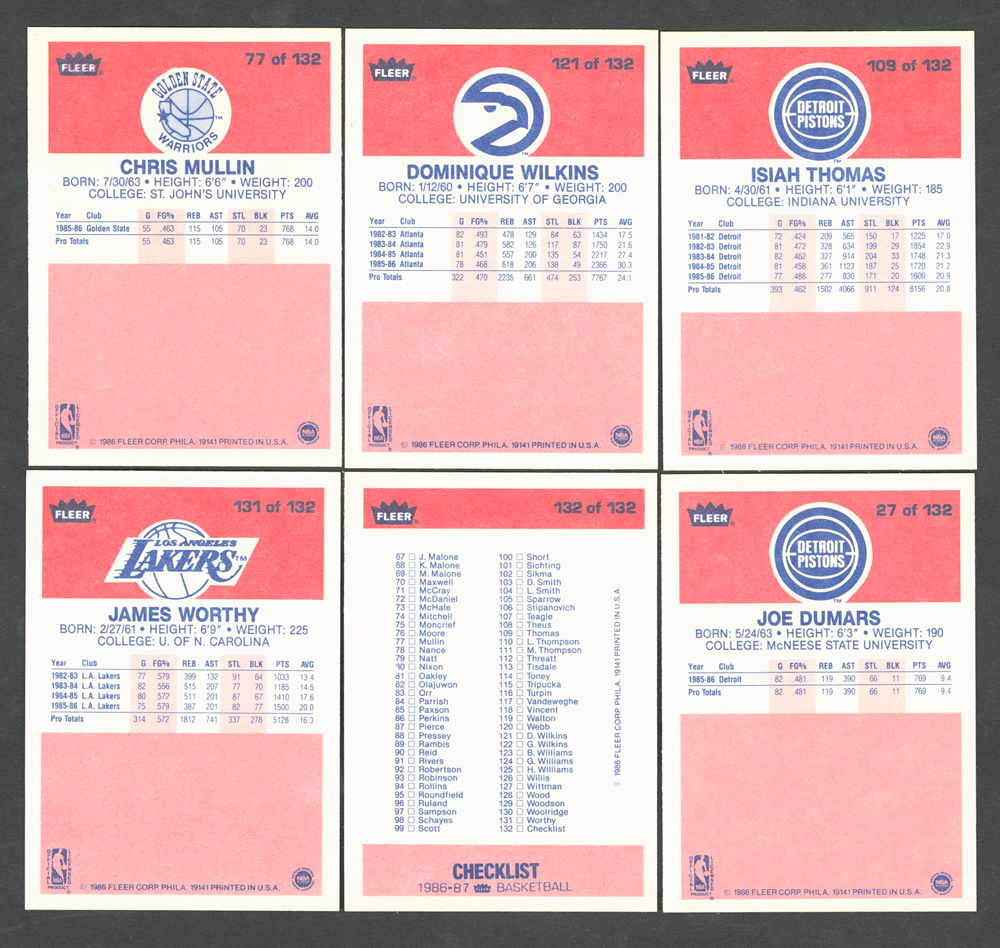 FLEER
77 of 132
GOLDEN STATE
WARRIORS
CHRIS MULLIN
BORN: 7/30/63 • HEIGHT: 6'6" • WEIGHT: 200
COLLEGE: ST. JOHN'S UNIVERSITY
Year Club G FG% REB AST STL BLK PTS AVG
1985-86 Golden State 55 .463 115 105 70 23 768 14.0
Pro Totals 55 .463 115 105 70 23 768 14.0
OFFICIAL LICENSED
NBA
PRODUCT
© 1986 FLEER CORP. PHILA. 19141 PRINTED IN U.S.A.
FLEER
121 of 132
DOMINIQUE WILKINS
BORN: 1/12/60 • HEIGHT: 6'7" • WEIGHT: 200
COLLEGE: UNIVERSITY OF GEORGIA
Year Club G FG% REB AST STL BLK PTS AVG
1982-83 Atlanta 82 .493 478 129 84 63 1434 17.5
1983-84 Atlanta 81 .479 582 126 117 87 1750 21.6
1984-85 Atlanta 81 .451 557 200 135 54 2217 27.4
1985-86 Atlanta 78 .468 618 206 138 49 2366 30.3
Pro Totals 322 .470 2235 661 474 253 7767 24.1
OFFICIAL LICENSED
NBA
PRODUCT
© 1986 FLEER CORP. PHILA. 19141 PRINTED IN U.S.A.
FLEER
109 of 132
DETROIT
PISTONS
ISIAH THOMAS
BORN: 4/30/61 • HEIGHT: 6'1" • WEIGHT: 185
COLLEGE: INDIANA UNIVERSITY
Year Club G FG% REB AST STL BLK PTS AVG
1981-82 Detroit 72 .424 209 565 150 17 1225 17.0
1982-83 Detroit 81 .472 328 634 199 29 1854 22.9
1983-84 Detroit 82 .462 327 914 204 33 1748 21.3
1984-85 Detroit 81 .458 361 1123 187 25 1720 21.2
1985-86 Detroit 77 .488 277 830 171 20 1609 20.9
Pro Totals 393 .462 1502 4066 911 124 8156 20.8
OFFICIAL LICENSED
NBA
PRODUCT
© 1986 FLEER CORP. PHILA. 19141 PRINTED IN U.S.A.
FLEER
131 of 132
LOS ANGELES
LAKERS
JAMES WORTHY
BORN: 2/27/61 • HEIGHT: 6'9" • WEIGHT: 225
COLLEGE: U. OF N. CAROLINA
Year Club G FG% REB AST STL BLK PTS AVG
1982-83 L.A. Lakers 77 .579 399 132 91 64 1033 13.4
1983-84 L.A. Lakers 82 .556 515 207 77 70 1185 14.5
1984-85 L.A. Lakers 80 .572 511 201 87 67 1410 17.6
1985-86 L.A. Lakers 75 .579 387 201 82 77 1500 20.0
Pro Totals 314 .572 1812 741 337 278 5128 16.3
OFFICIAL LICENSED
NBA
PRODUCT
© 1986 FLEER CORP. PHILA. 19141 PRINTED IN U.S.A.
FLEER
132 of 132
67 J. Malone
68 K. Malone
69 M. Malone
70 Maxwell
71 McCray
72 McDaniel
73 McHale
74 Mitchell
75 Moncrief
76 Moore
77 Mullin
78 Nance
79 Natt
80 Nixon
81 Oakley
82 Olajuwon
83 Orr
84 Parrish
85 Paxson
86 Perkins
87 Pierce
88 Pressey
89 Rambis
90 Reid
91 Rivers
92 Robertson
93 Robinson
94 Rollins
95 Roundfield
96 Ruland
97 Sampson
98 Schayes
99 Scott
100 Short
101 Sichting
102 Sikma
103 D. Smith
104 L. Smith
105 Sparrow
106 Stipanovich
107 Teagle
108 Theus
109 Thomas
110 L. Thompson
111 M. Thompson
112 Threatt
113 Tisdale
114 Toney
115 Tripucka
116 Turpin
117 Vandeweghe
118 Vincent
119 Walton
120 Webb
121 D. Wilkins
122 G. Wilkins
123 B. Williams
124 G. Williams
125 H. Williams
126 Willis
127 Wittman
128 Wood
129 Woodson
130 Woolridge
131 Worthy
132 Checklist
© 1986 FLEER CORP. PHILA. 19141 PRINTED IN U.S.A.
CHECKLIST
1986-87 FLEER BASKETBALL
FLEER
27 of 132
DETROIT
PISTONS
JOE DUMARS
BORN: 5/24/63 • HEIGHT: 6'3" • WEIGHT: 190
COLLEGE: McNEESE STATE UNIVERSITY
Year Club G FG% REB AST STL BLK PTS AVG
1985-86 Detroit 82 .481 119 390 66 11 769 9.4
Pro Totals 82 .481 119 390 66 11 769 9.4
OFFICIAL LICENSED
NBA
PRODUCT
© 1986 FLEER CORP. PHILA. 19141 PRINTED IN U.S.A.